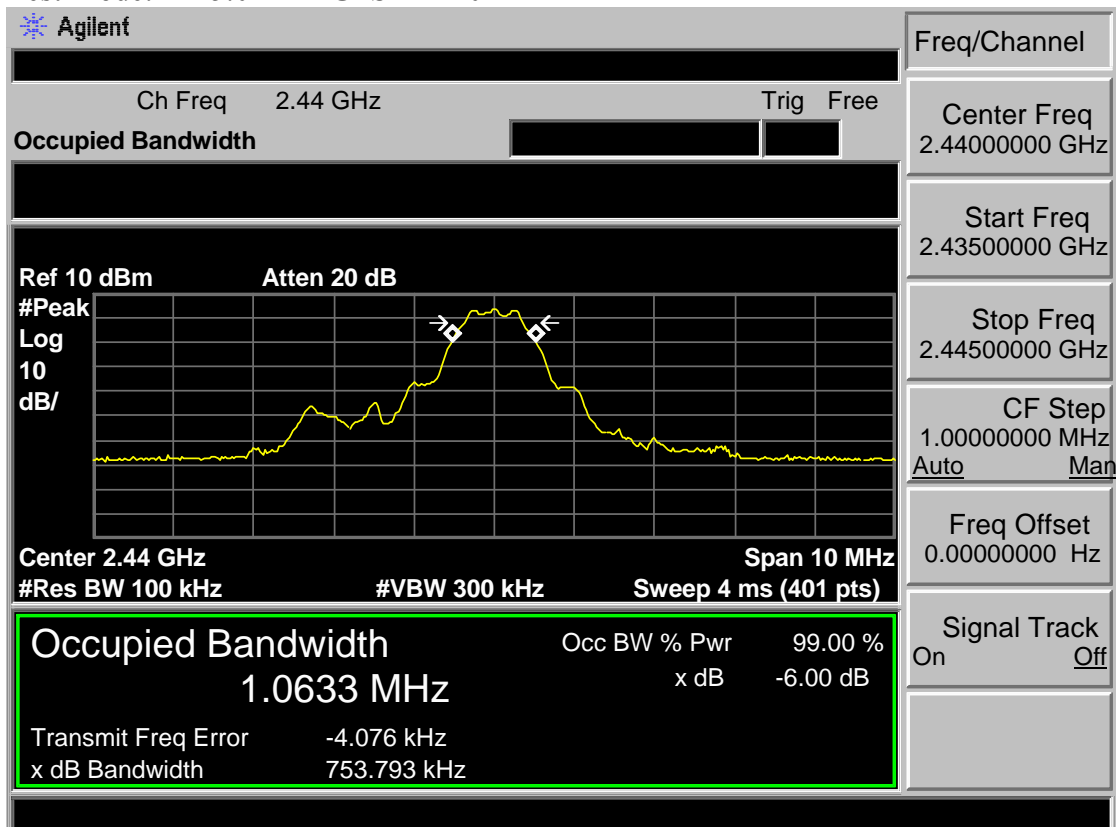 Agilent
Freq/Channel
Ch Freq 2.44 GHz Trig Free
Occupied Bandwidth
Center Freq
2.44000000 GHz
Start Freq
2.43500000 GHz
Ref 10 dBm Atten 20 dB
#Peak
Log
10
dB/
Stop Freq
2.44500000 GHz
CF Step
1.00000000 MHz
Auto Man
Freq Offset
0.00000000 Hz
Center 2.44 GHz Span 10 MHz
#Res BW 100 kHz #VBW 300 kHz Sweep 4 ms (401 pts)
Signal Track
On Off
Occupied Bandwidth Occ BW % Pwr 99.00 %
1.0633 MHz x dB -6.00 dB
Transmit Freq Error -4.076 kHz
x dB Bandwidth 753.793 kHz